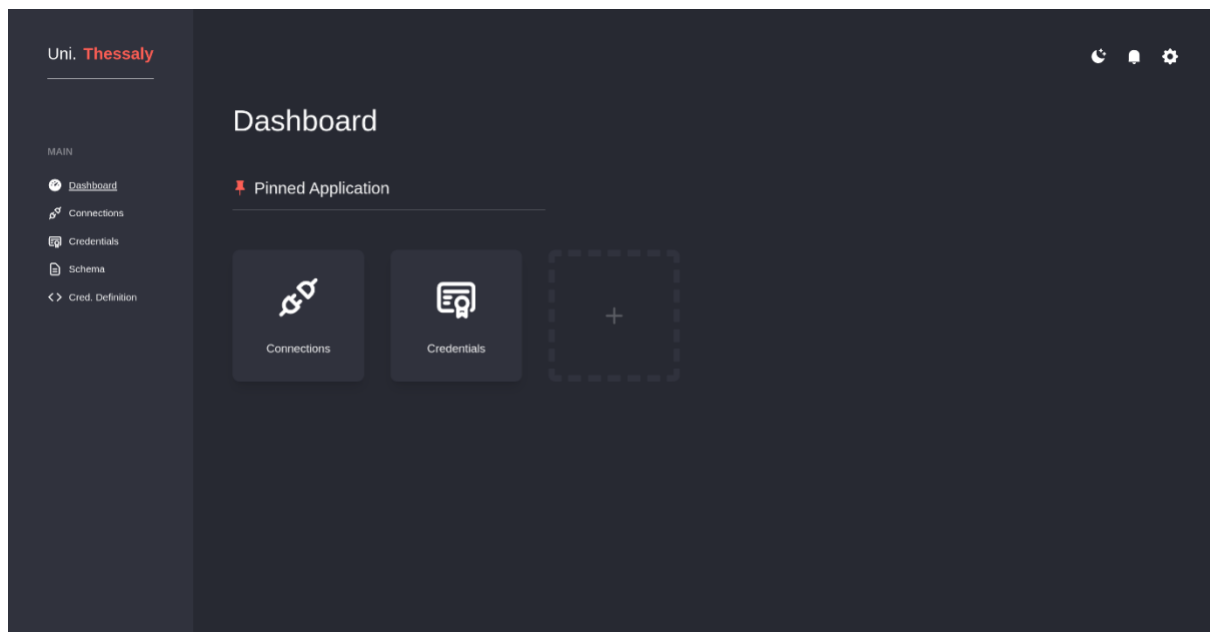 Uni. Thessaly
MAIN
Dashboard
Connections
Credentials
Schema
Cred. Definition
Dashboard
Pinned Application
Connections
Credentials